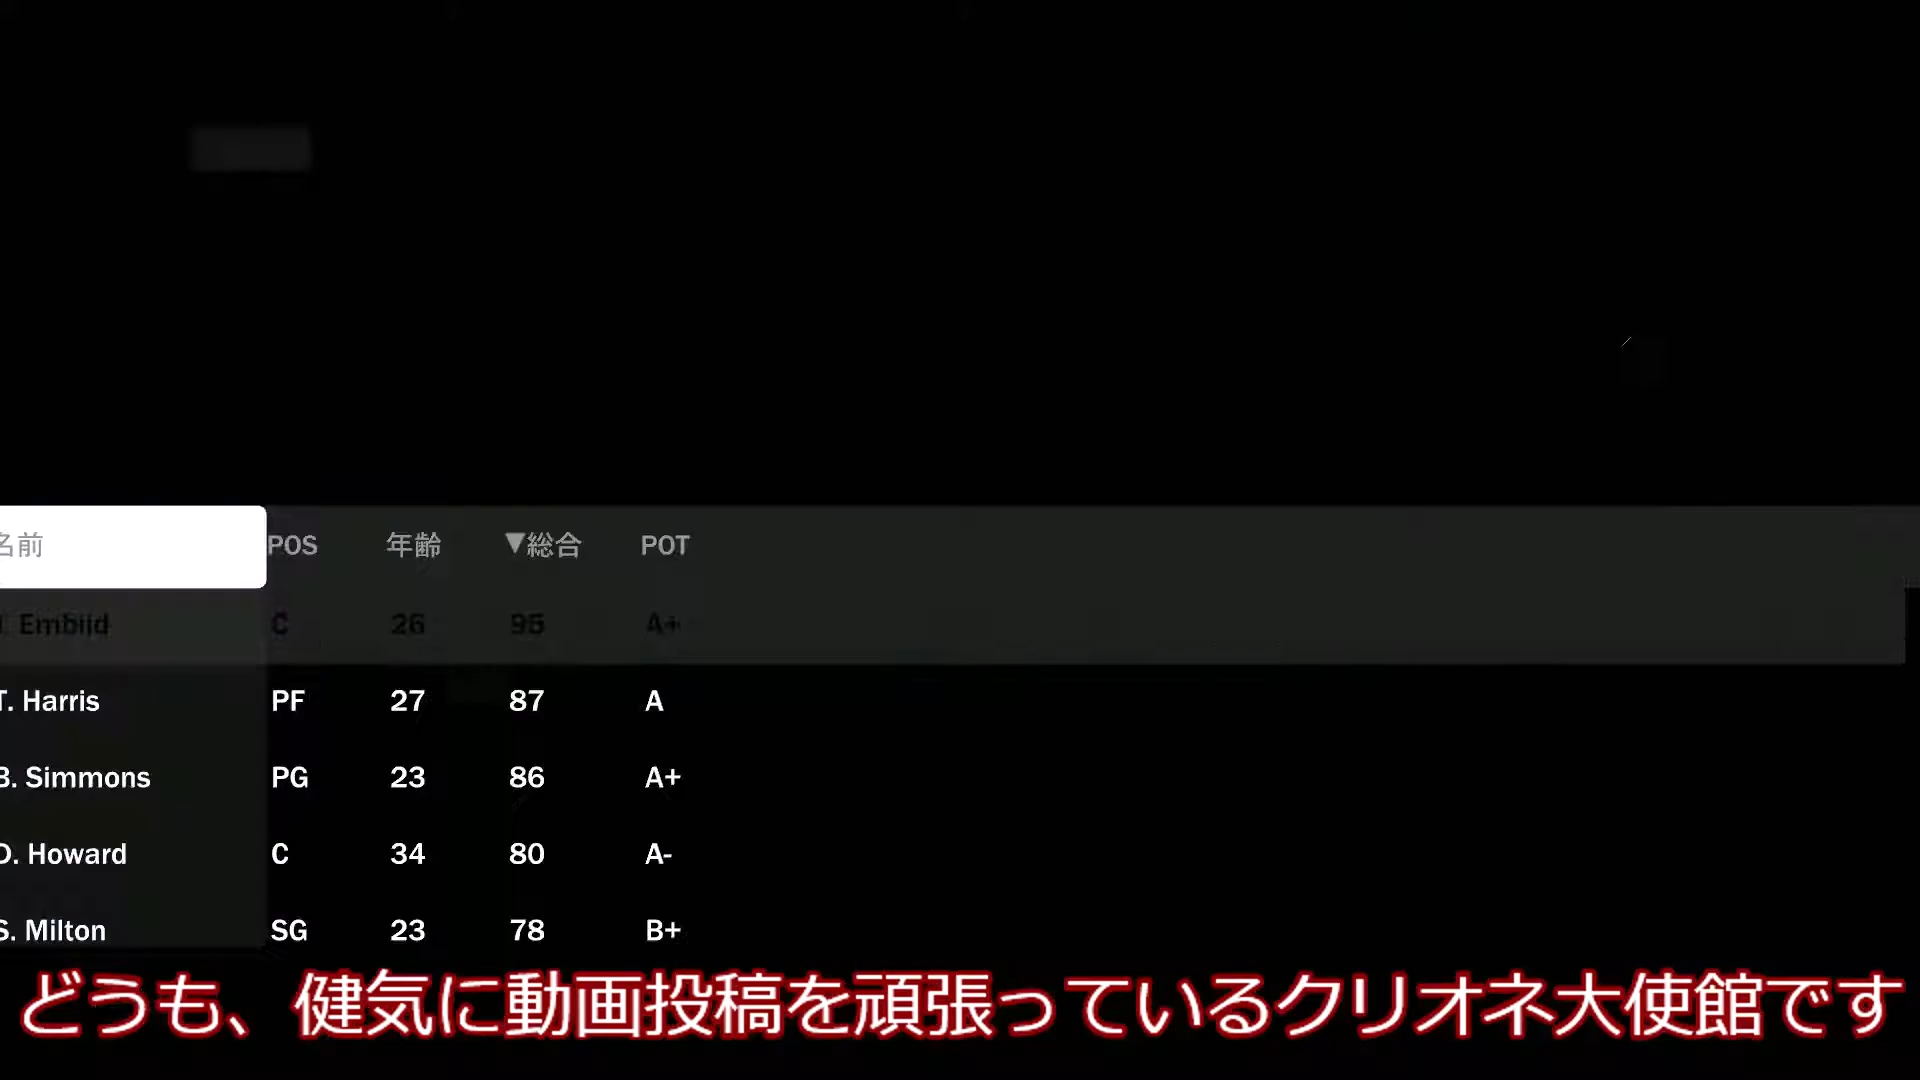 名前 POS 年齢 ▼総合 POT
J. Embiid C 26 95 A+
T. Harris PF 27 87 A
B. Simmons PG 23 86 A+
D. Howard C 34 80 A-
S. Milton SG 23 78 B+
どうも、健気に動画投稿を頑張っているクリオネ大使館です